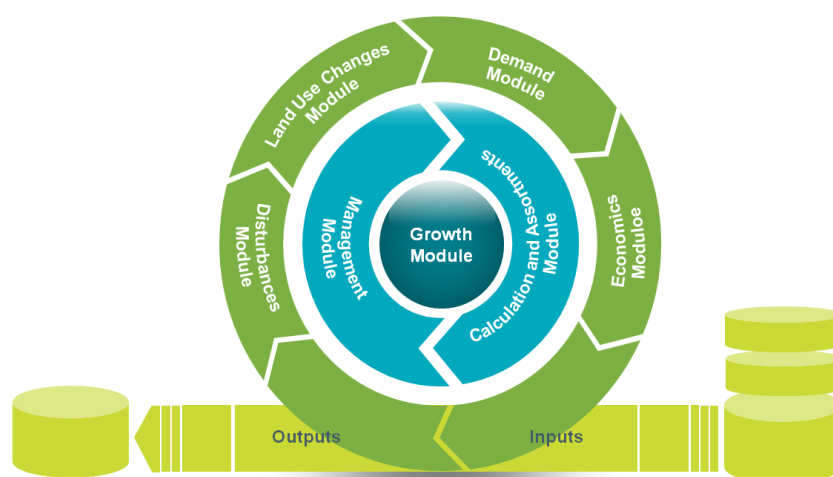 Land Use Changes
Module
Demand
Module
Disturbances
Module
Management
Module
Growth
Module
Calculation and Assortments
Module
Economics
Moduloe
Outputs
Inputs